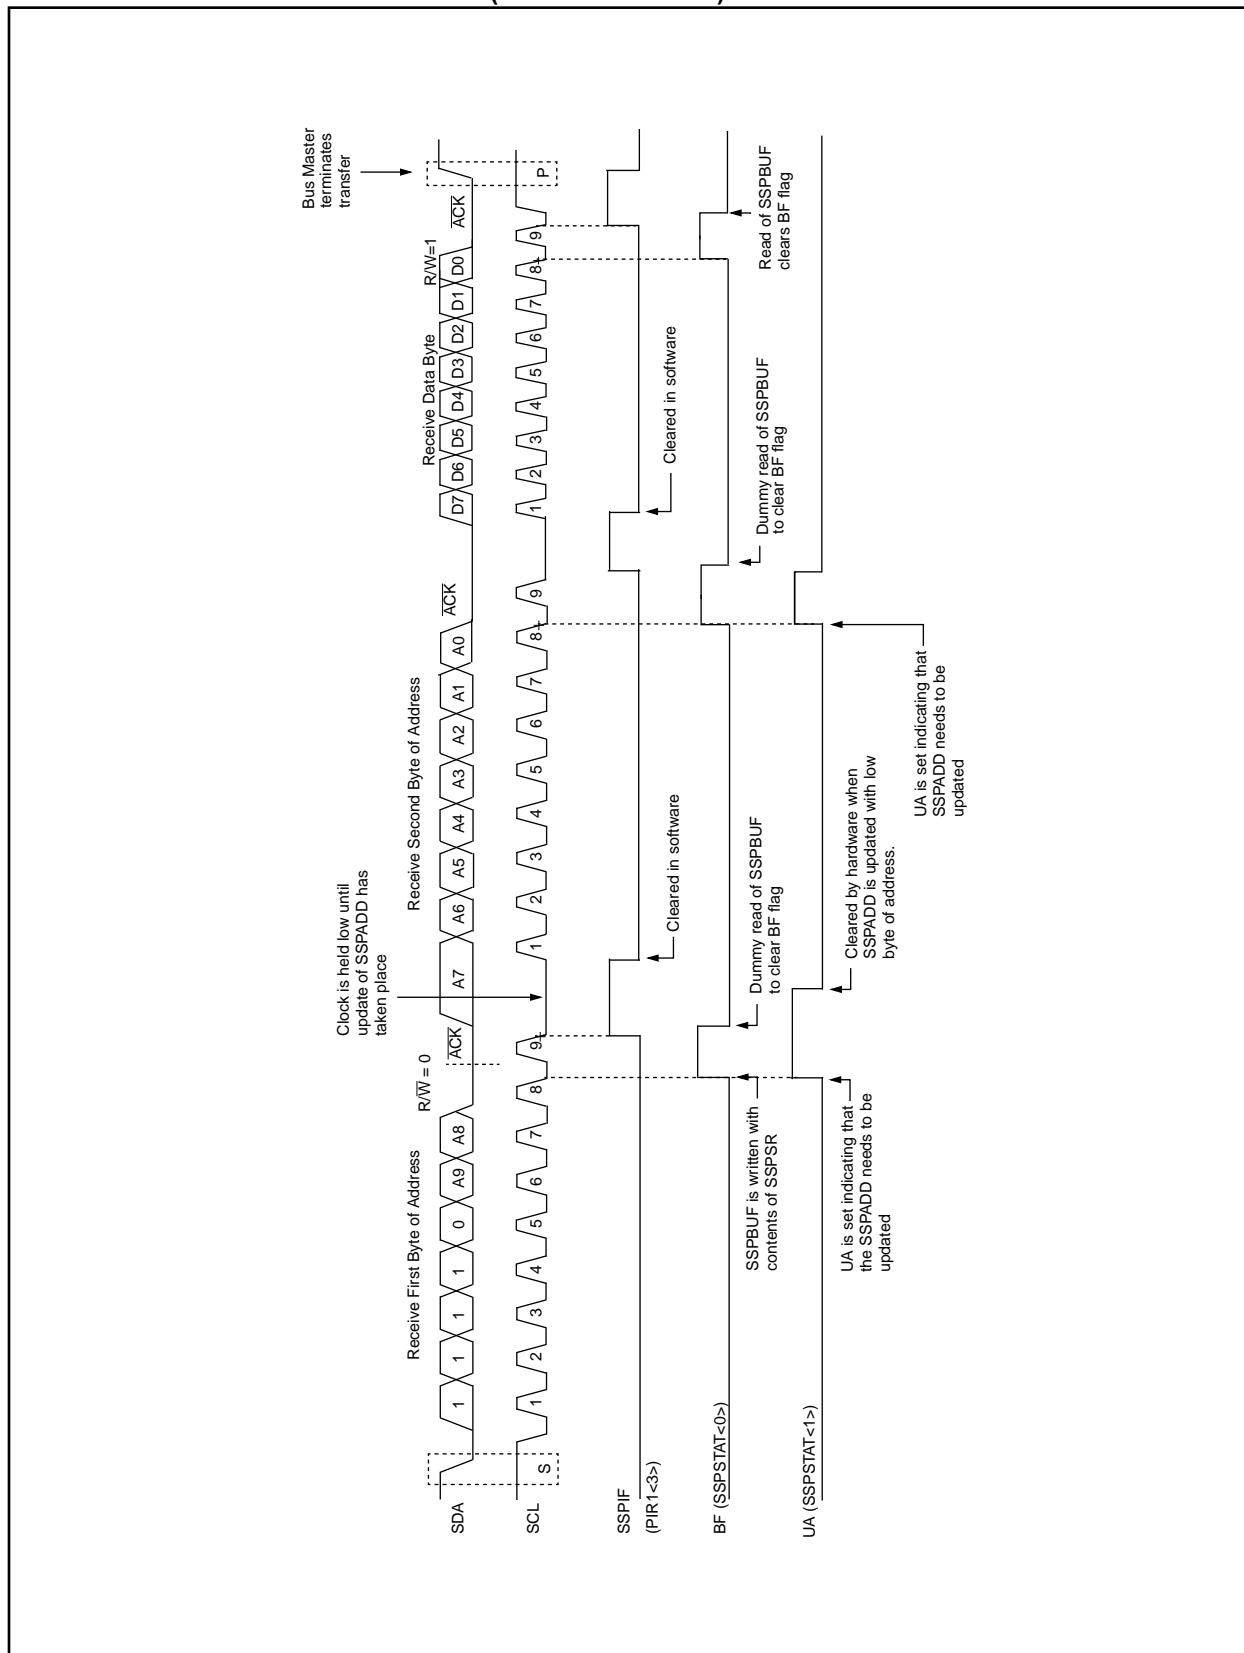 Bus Master
terminates
transfer
Clock is held low until
update of SSPADD has
taken place
Receive First Byte of Address
R/W̅ = 0
Receive Second Byte of Address
Receive Data Byte
R/W=1
SDA
1 1 1 1 0 A9 A8
A̅C̅K̅
A7 A6 A5 A4 A3 A2 A1 A0
A̅C̅K̅
D7 D6 D5 D4 D3 D2 D1 D0
A̅C̅K̅
SCL
S
1 2 3 4 5 6 7 8 9
1 2 3 4 5 6 7 8 9
1 2 3 4 5 6 7 8 9
P
SSPIF
(PIR1<3>)
Cleared in software
Cleared in software
BF (SSPSTAT<0>)
SSPBUF is written with
contents of SSPSR
Dummy read of SSPBUF
to clear BF flag
Dummy read of SSPBUF
to clear BF flag
Read of SSPBUF
clears BF flag
UA (SSPSTAT<1>)
UA is set indicating that
the SSPADD needs to be
updated
Cleared by hardware when
SSPADD is updated with low
byte of address.
UA is set indicating that
SSPADD needs to be
updated